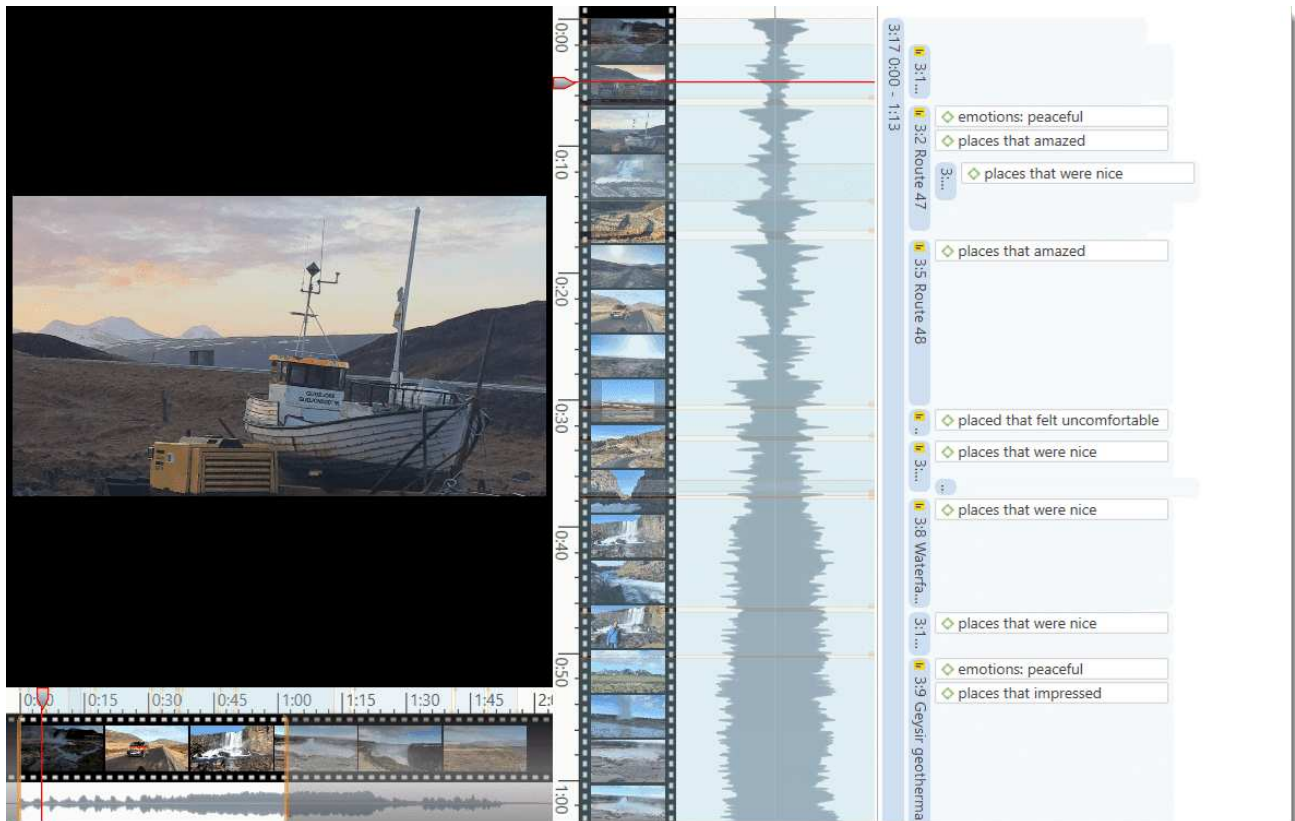 0:00
0:10
0:20
0:30
0:40
0:50
1:00
3:17 0:00 - 1:13
3:1...
3:2 Route 47
emotions: peaceful
places that amazed
3:...
places that were nice
3:5 Route 48
places that amazed
..
placed that felt uncomfortable
3:...
places that were nice
..
3:8 Waterfa...
places that were nice
3:1...
places that were nice
3:9 Geysir geotherma
emotions: peaceful
places that impressed
0:15
0:30
0:45
1:00
1:15
1:30
1:45